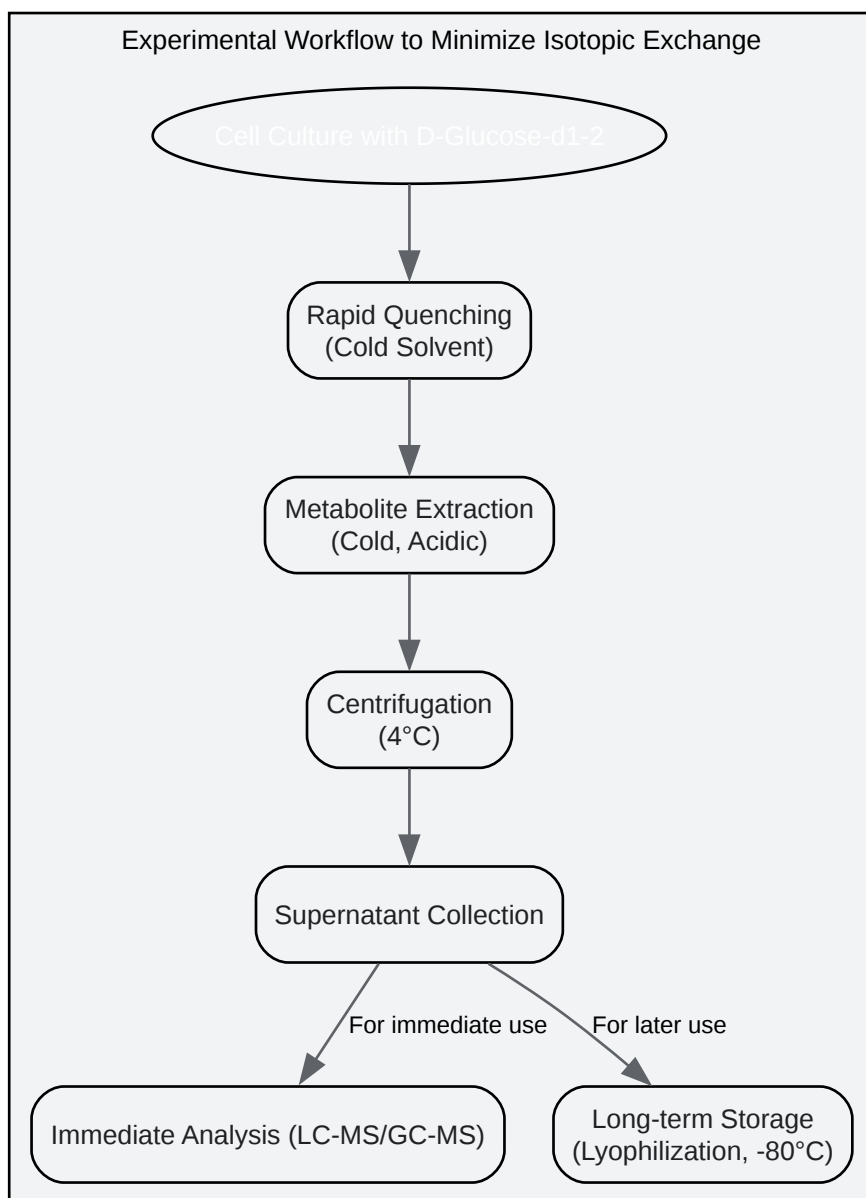 Experimental Workflow to Minimize Isotopic Exchange
Cell Culture with D-Glucose-d1-2
Rapid Quenching
(Cold Solvent)
Metabolite Extraction
(Cold, Acidic)
Centrifugation
(4°C)
Supernatant Collection
For immediate use
For later use
Immediate Analysis (LC-MS/GC-MS)
Long-term Storage
(Lyophilization, -80°C)